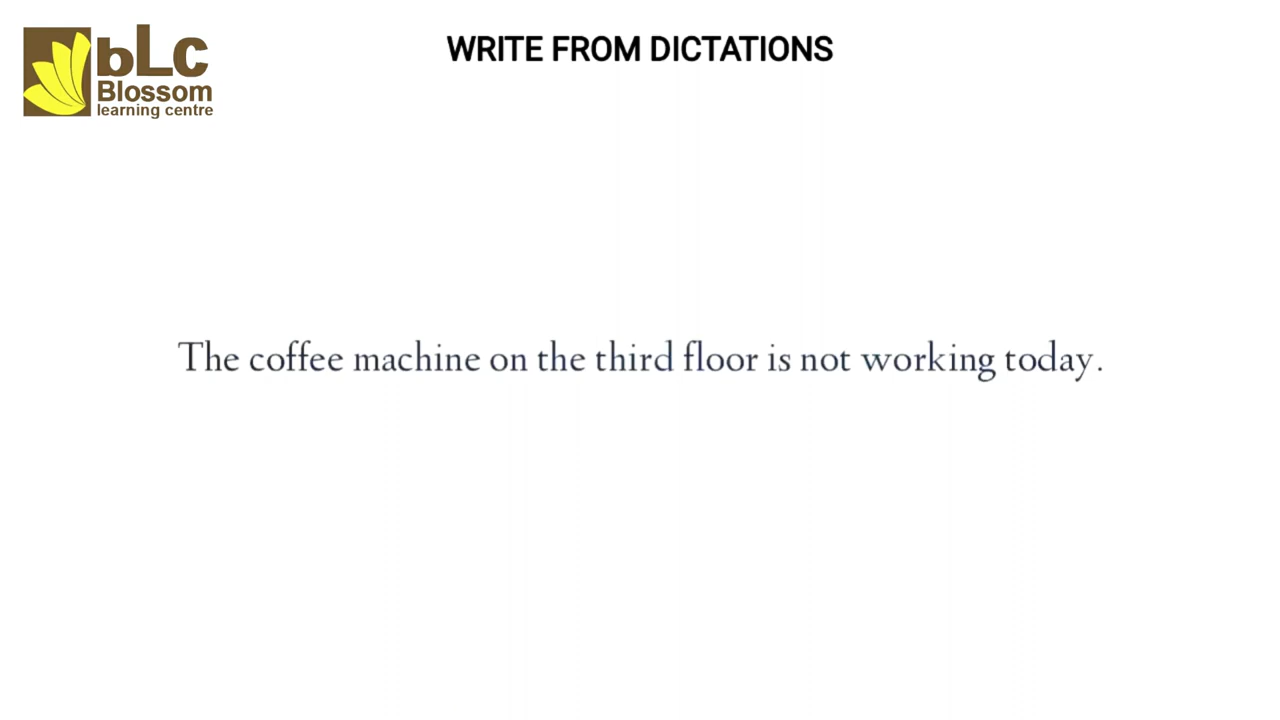 bLc
Blossom
learning centre
WRITE FROM DICTATIONS
The coffee machine on the third floor is not working today.